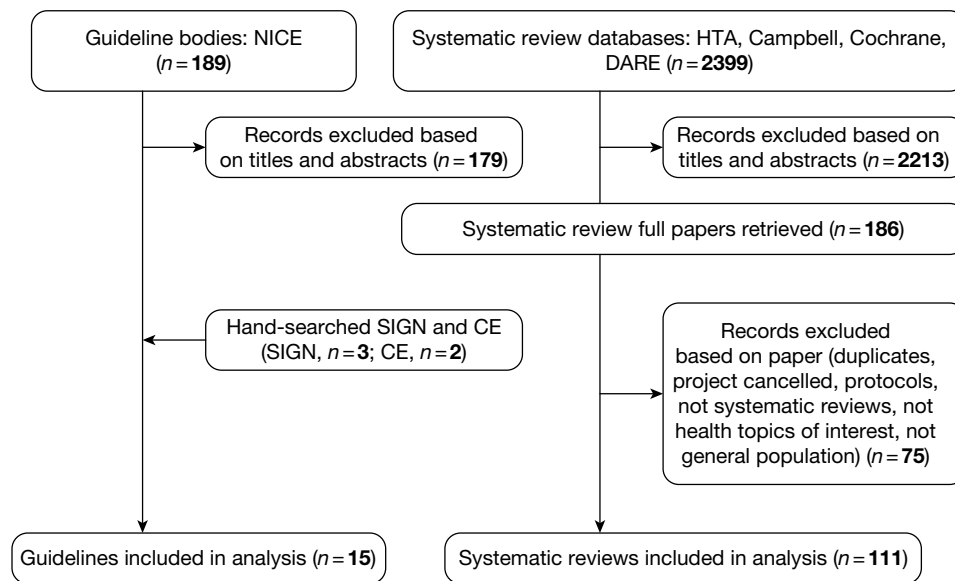 Guideline bodies: NICE
(n=189)
Systematic review databases: HTA, Campbell, Cochrane,
DARE (n=2399)
Records excluded based
on titles and abstracts (n=179)
Records excluded based on
titles and abstracts (n=2213)
Systematic review full papers retrieved (n=186)
Hand-searched SIGN and CE
(SIGN, n=3; CE, n=2)
Records excluded
based on paper (duplicates,
project cancelled, protocols,
not systematic reviews, not
health topics of interest, not
general population) (n=75)
Guidelines included in analysis (n=15)
Systematic reviews included in analysis (n=111)